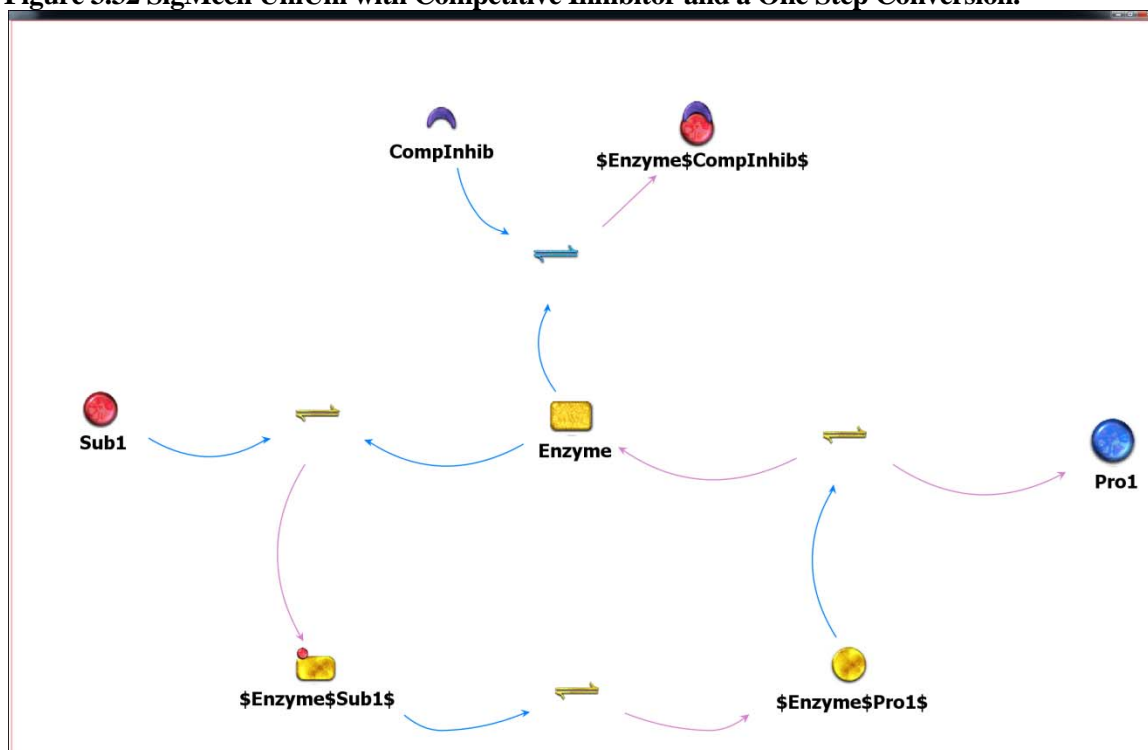 Figure 3.32 SigMech UniUni with Competitive Inhibitor and a One Step Conversion.
CompInhib
$Enzyme$CompInhib$
Sub1
Enzyme
Pro1
$Enzyme$Sub1$
$Enzyme$Pro1$